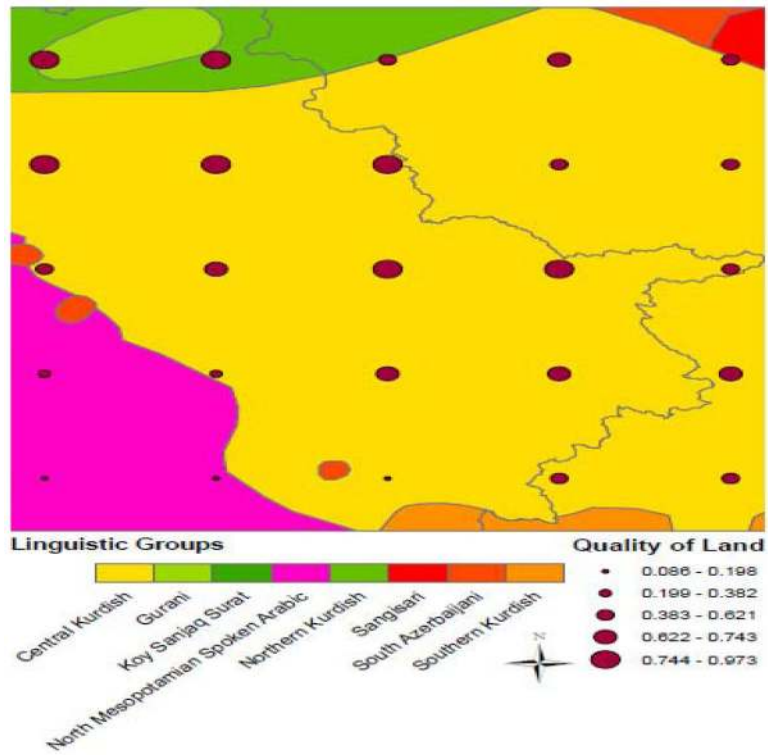 Linguistic Groups
Central Kurdish
Gurani
Koy Sanjaq Surat
North Mesopotamian Spoken Arabic
Northern Kurdish
Sangisari
South Azerbaijani
Southern Kurdish
N
Quality of Land
0.086 - 0.198
0.199 - 0.382
0.383 - 0.621
0.622 - 0.743
0.744 - 0.973